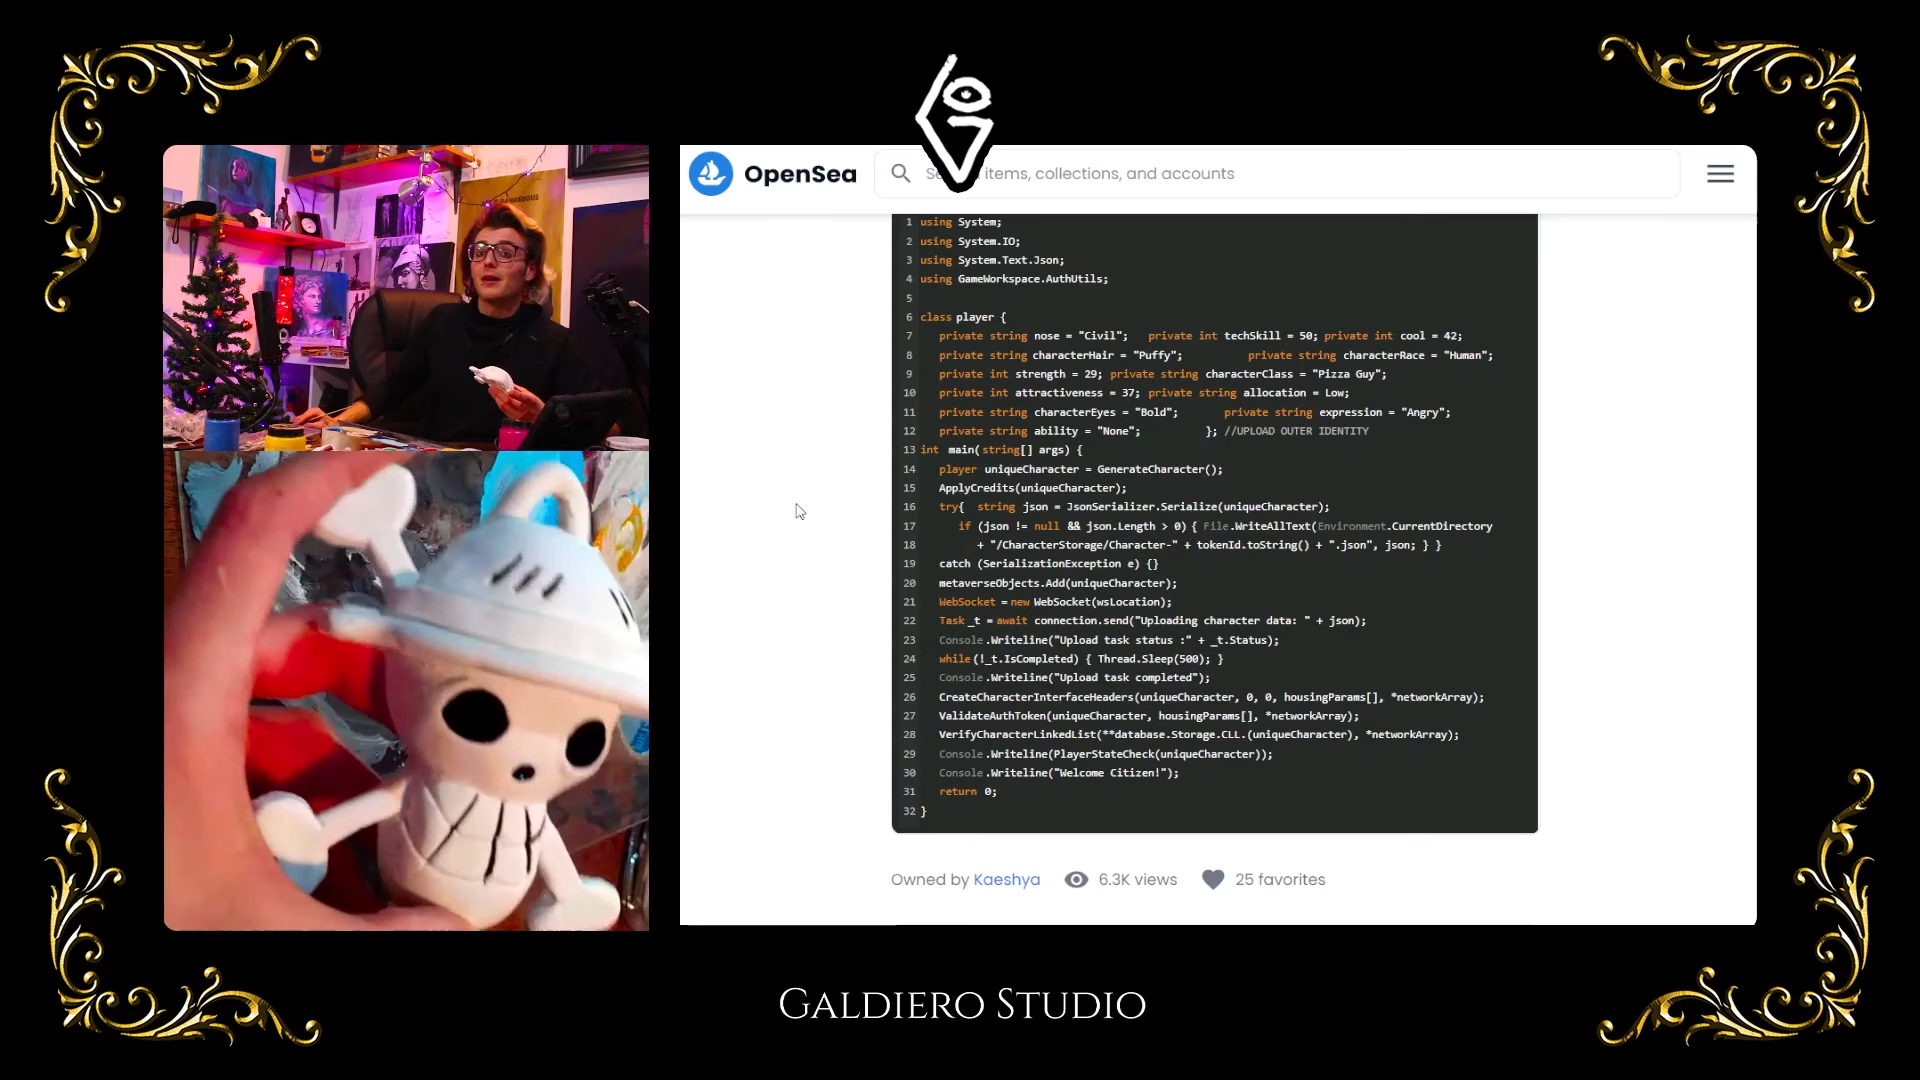 OpenSea
items, collections, and accounts
1 using System;
2 using System.IO;
3 using System.Text.Json;
4 using GameWorkspace.AuthUtils;
5
6 class player {
7 private string nose = "Civil"; private int techSkill = 50; private int cool = 42;
8 private string characterHair = "Puffy"; private string characterRace = "Human";
9 private int strength = 29; private string characterClass = "Pizza Guy";
10 private int attractiveness = 37; private string allocation = Low;
11 private string characterEyes = "Bold"; private string expression = "Angry";
12 private string ability = "None"; }; //UPLOAD OUTER IDENTITY
13 int main(string[] args) {
14 player uniqueCharacter = GenerateCharacter();
15 ApplyCredits(uniqueCharacter);
16 try{ string json = JsonSerializer.Serialize(uniqueCharacter);
17 if (json != null && json.Length > 0) { File.WriteAllText(Environment.CurrentDirectory
18 + "/CharacterStorage/Character-" + tokenId.toString() + ".json", json; } }
19 catch (SerializationException e) {}
20 metaverseObjects.Add(uniqueCharacter);
21 WebSocket = new WebSocket(wsLocation);
22 Task _t = await connection.send("Uploading character data: " + json);
23 Console.Writeline("Upload task status :" + _t.Status);
24 while(!_t.IsCompleted) { Thread.Sleep(500); }
25 Console.Writeline("Upload task completed");
26 CreateCharacterInterfaceHeaders(uniqueCharacter, 0, 0, housingParams[], *networkArray);
27 ValidateAuthToken(uniqueCharacter, housingParams[], *networkArray);
28 VerifyCharacterLinkedList(**database.Storage.CLL.(uniqueCharacter), *networkArray);
29 Console.Writeline(PlayerStateCheck(uniqueCharacter));
30 Console.Writeline("Welcome Citizen!");
31 return 0;
32 }
Owned by Kaeshya 6.3K views 25 favorites
DANGEROUS
GALDIERO STUDIO